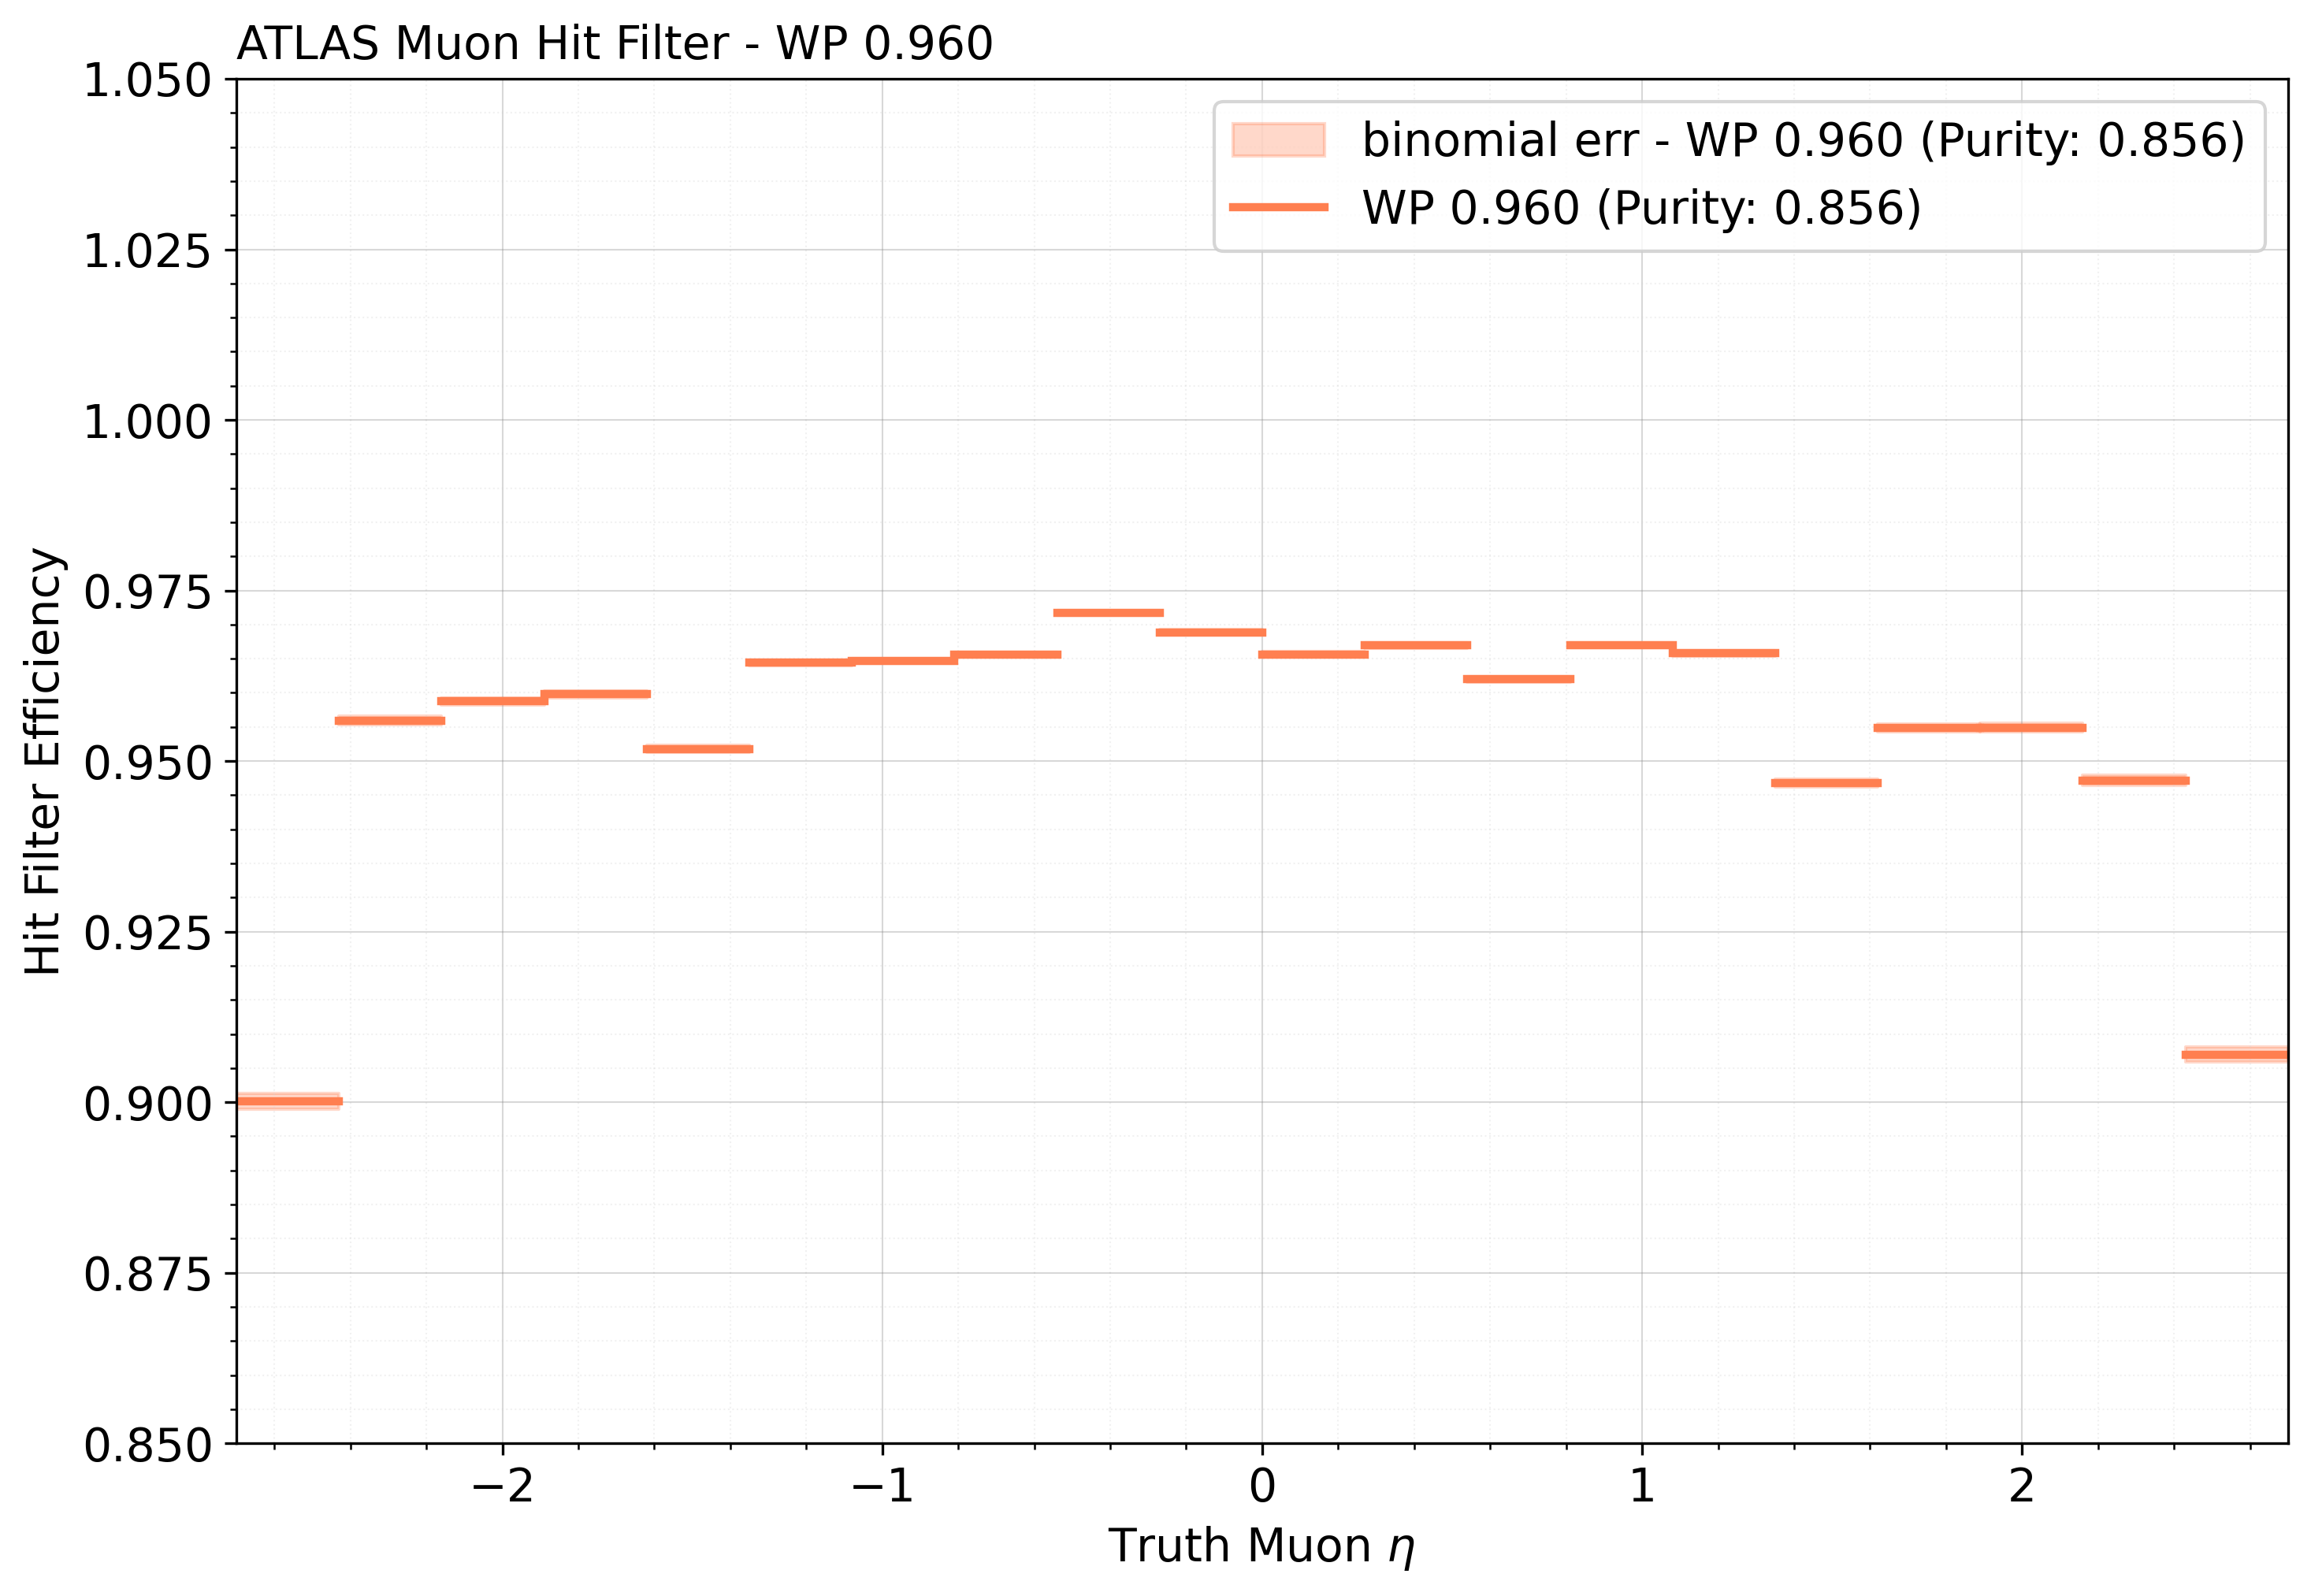 ATLAS Muon Hit Filter - WP 0.960
1.050
1.025
1.000
0.975
0.950
0.925
0.900
0.875
0.850
Hit Filter Efficiency
binomial err - WP 0.960 (Purity: 0.856)
WP 0.960 (Purity: 0.856)
−2
−1
0
1
2
Truth Muon η